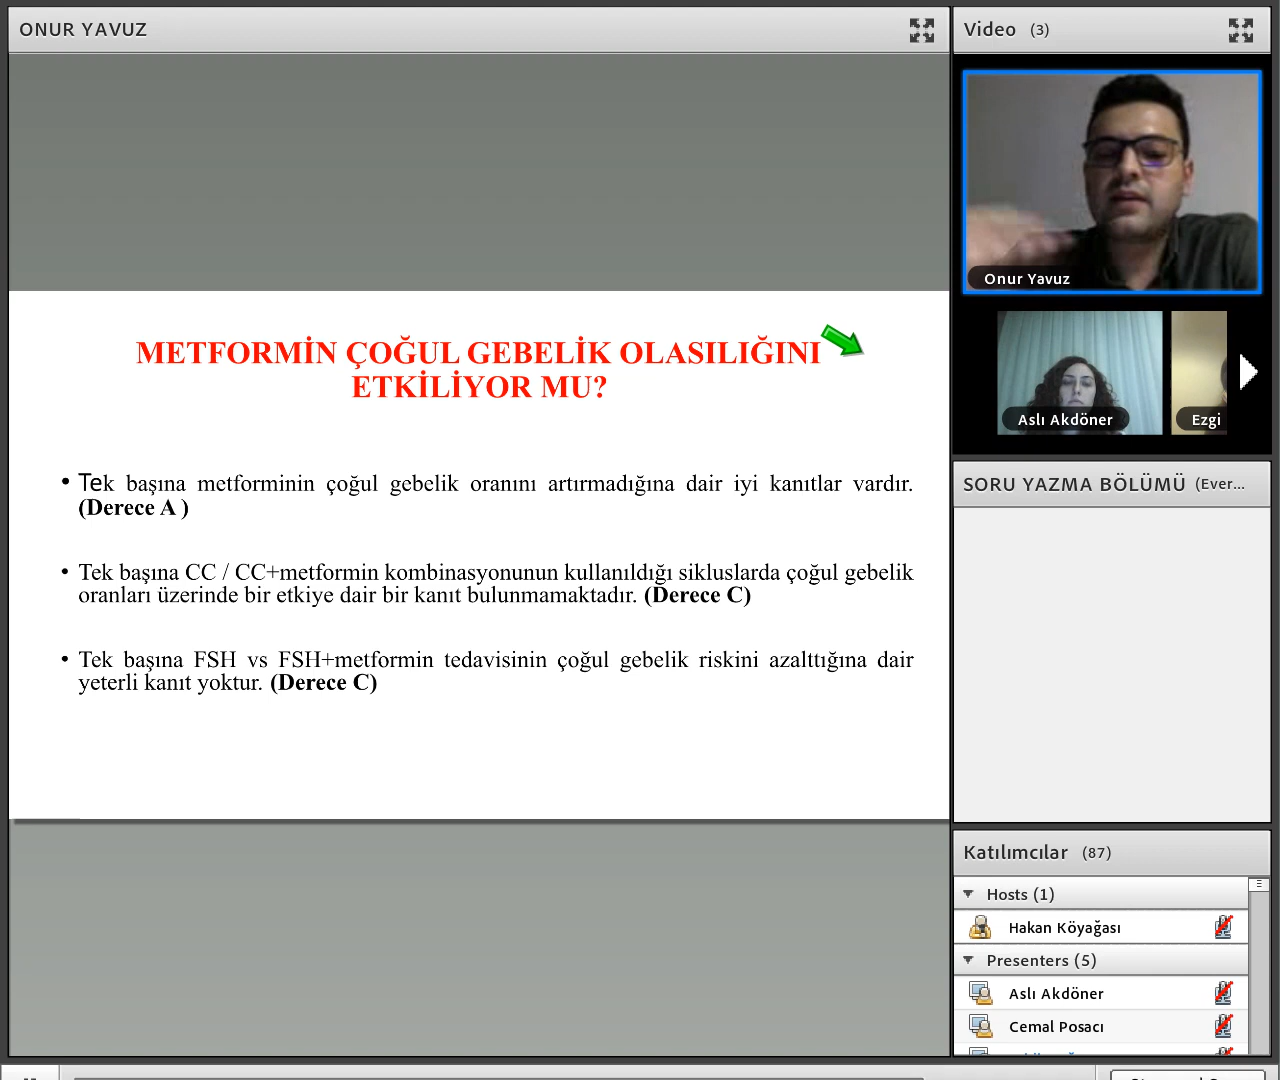 ONUR YAVUZ
METFORMİN ÇOĞUL GEBELİK OLASILIĞINI
ETKİLİYOR MU?
• Tek başına metforminin çoğul gebelik oranını artırmadığına dair iyi kanıtlar vardır.
(Derece A )
• Tek başına CC / CC+metformin kombinasyonunun kullanıldığı sikluslarda çoğul gebelik
oranları üzerinde bir etkiye dair bir kanıt bulunmamaktadır. (Derece C)
• Tek başına FSH vs FSH+metformin tedavisinin çoğul gebelik riskini azalttığına dair
yeterli kanıt yoktur. (Derece C)
Video (3)
Onur Yavuz
Aslı Akdöner
Ezgi
SORU YAZMA BÖLÜMÜ (Ever...
Katılımcılar (87)
Hosts (1)
Hakan Köyağası
Presenters (5)
Aslı Akdöner
Cemal Posacı